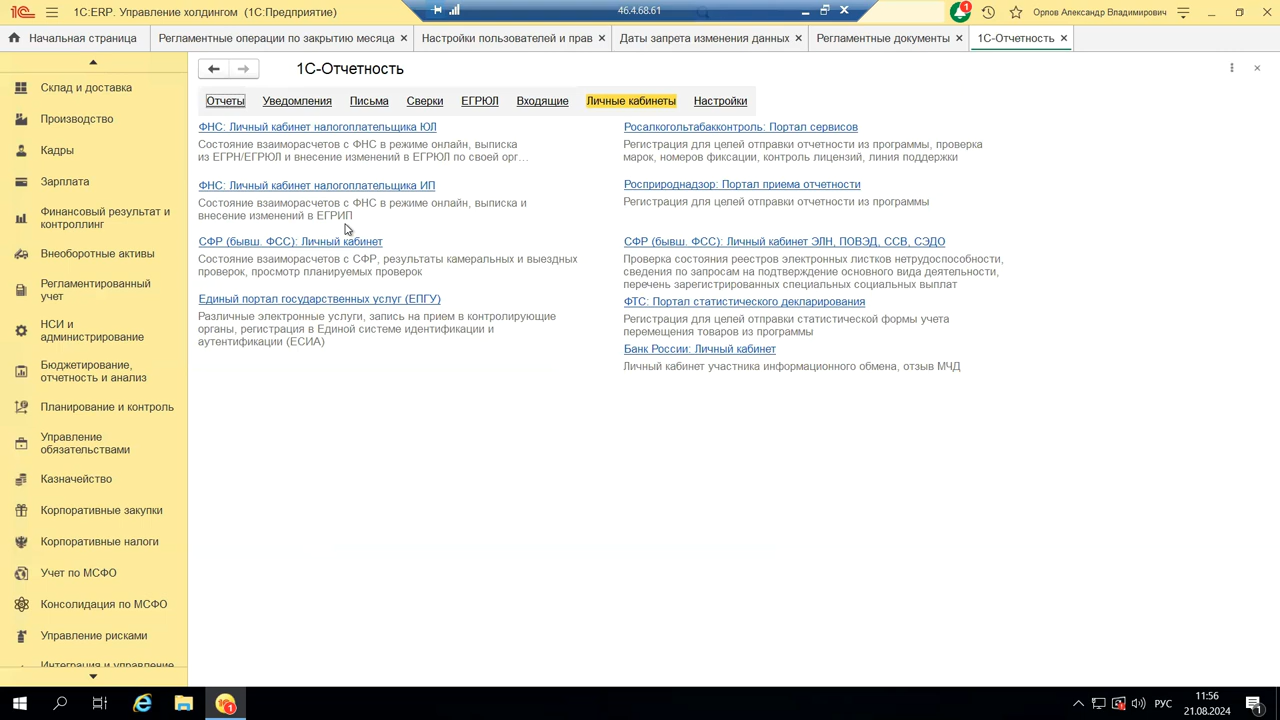 1С:ERP. Управление холдингом (1С:Предприятие)
46.4.68.61
1
Орлов Александр Владимирович
Начальная страница
Регламентные операции по закрытию месяца
Настройки пользователей и прав
Даты запрета изменения данных
Регламентные документы
1С-Отчетность
1С-Отчетность
Отчеты
Уведомления
Письма
Сверки
ЕГРЮЛ
Входящие
Личные кабинеты
Настройки
Склад и доставка
Производство
Кадры
Зарплата
Финансовый результат и
контроллинг
Внеоборотные активы
Регламентированный
учет
НСИ и
администрирование
Бюджетирование,
отчетность и анализ
Планирование и контроль
Управление
обязательствами
Казначейство
Корпоративные закупки
Корпоративные налоги
Учет по МСФО
Консолидация по МСФО
Управление рисками
Интеграция и управление
ФНС: Личный кабинет налогоплательщика ЮЛ
Состояние взаиморасчетов с ФНС в режиме онлайн, выписка
из ЕГРН/ЕГРЮЛ и внесение изменений в ЕГРЮЛ по своей орг...
ФНС: Личный кабинет налогоплательщика ИП
Состояние взаиморасчетов с ФНС в режиме онлайн, выписка и
внесение изменений в ЕГРИП
СФР (бывш. ФСС): Личный кабинет
Состояние взаиморасчетов с СФР, результаты камеральных и выездных
проверок, просмотр планируемых проверок
Единый портал государственных услуг (ЕПГУ)
Различные электронные услуги, запись на прием в контролирующие
органы, регистрация в Единой системе идентификации и
аутентификации (ЕСИА)
Росалкогольтабакконтроль: Портал сервисов
Регистрация для целей отправки отчетности из программы, проверка
марок, номеров фиксации, контроль лицензий, линия поддержки
Росприроднадзор: Портал приема отчетности
Регистрация для целей отправки отчетности из программы
СФР (бывш. ФСС): Личный кабинет ЭЛН, ПОВЭД, ССВ, СЭДО
Проверка состояния реестров электронных листков нетрудоспособности,
сведения по запросам на подтверждение основного вида деятельности,
перечень зарегистрированных специальных социальных выплат
ФТС: Портал статистического декларирования
Регистрация для целей отправки статистической формы учета
перемещения товаров из программы
Банк России: Личный кабинет
Личный кабинет участника информационного обмена, отзыв МЧД
1
РУС
11:56
21.08.2024
1